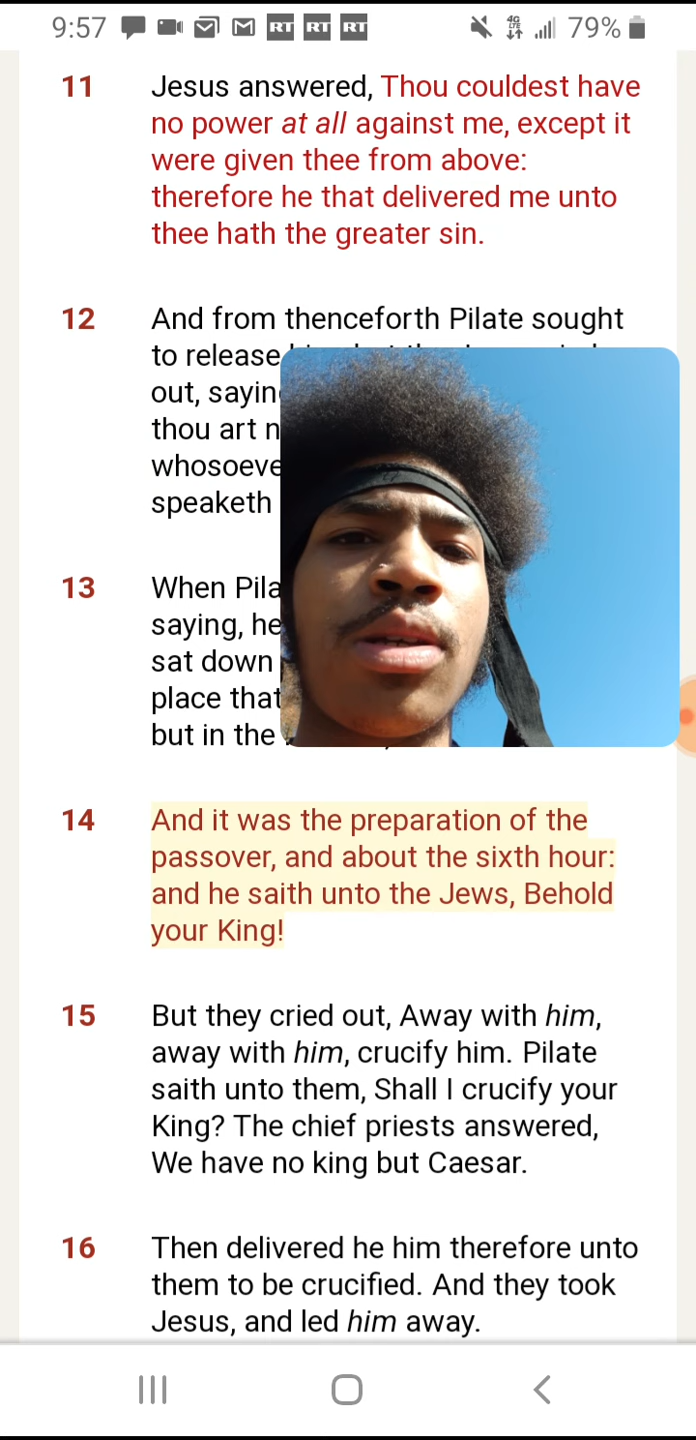 9:57 RT RT RT 4G LTE 79%
11 Jesus answered, Thou couldest have
no power at all against me, except it
were given thee from above:
therefore he that delivered me unto
thee hath the greater sin.
12 And from thenceforth Pilate sought
to release
out,
thou art
speaketh
13 When
saying, he
sat down
place that
but in the
14 And it was the preparation of the
passover, and about the sixth hour:
and he saith unto the Jews, Behold
your King!
15 But they cried out, Away with him,
away with him, crucify him. Pilate
saith unto them, Shall I crucify your
King? The chief priests answered,
We have no king but Caesar.
16 Then delivered he him therefore unto
them to be crucified. And they took
Jesus, and led him away.